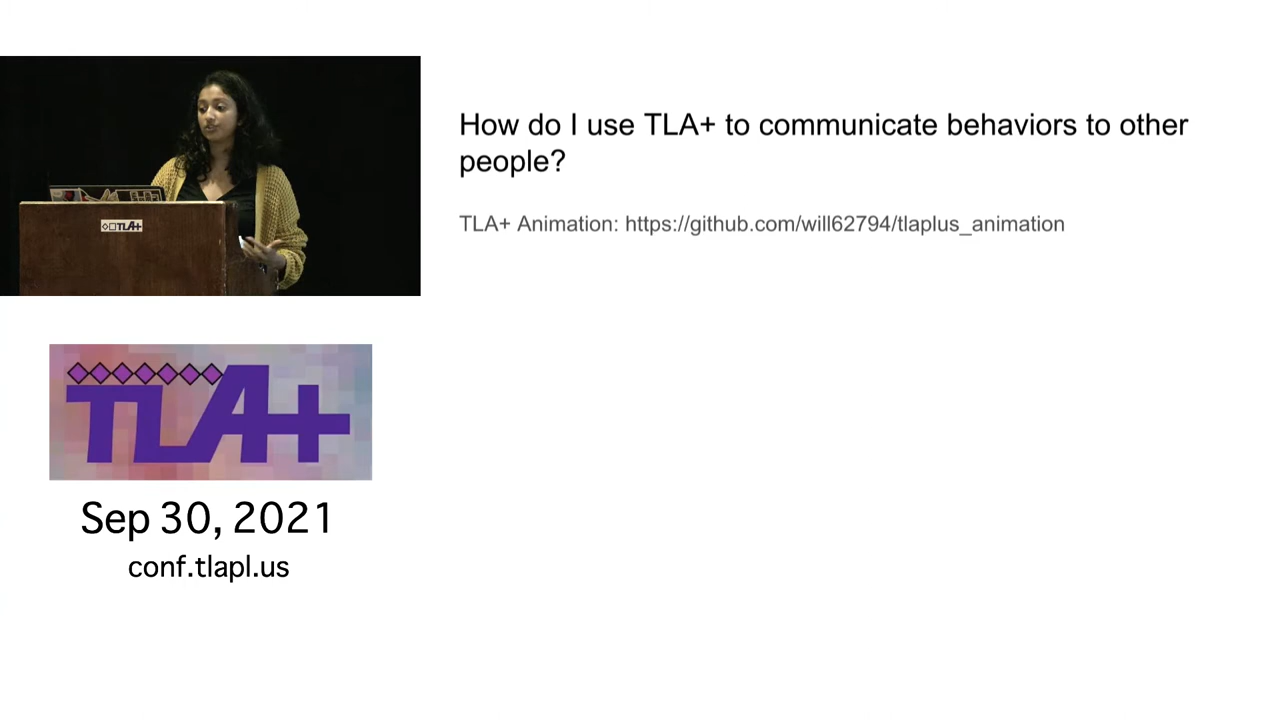 How do I use TLA+ to communicate behaviors to other
people?
TLA+ Animation: https://github.com/will62794/tlaplus_animation
TLA+
TLA+
Sep 30, 2021
conf.tlapl.us